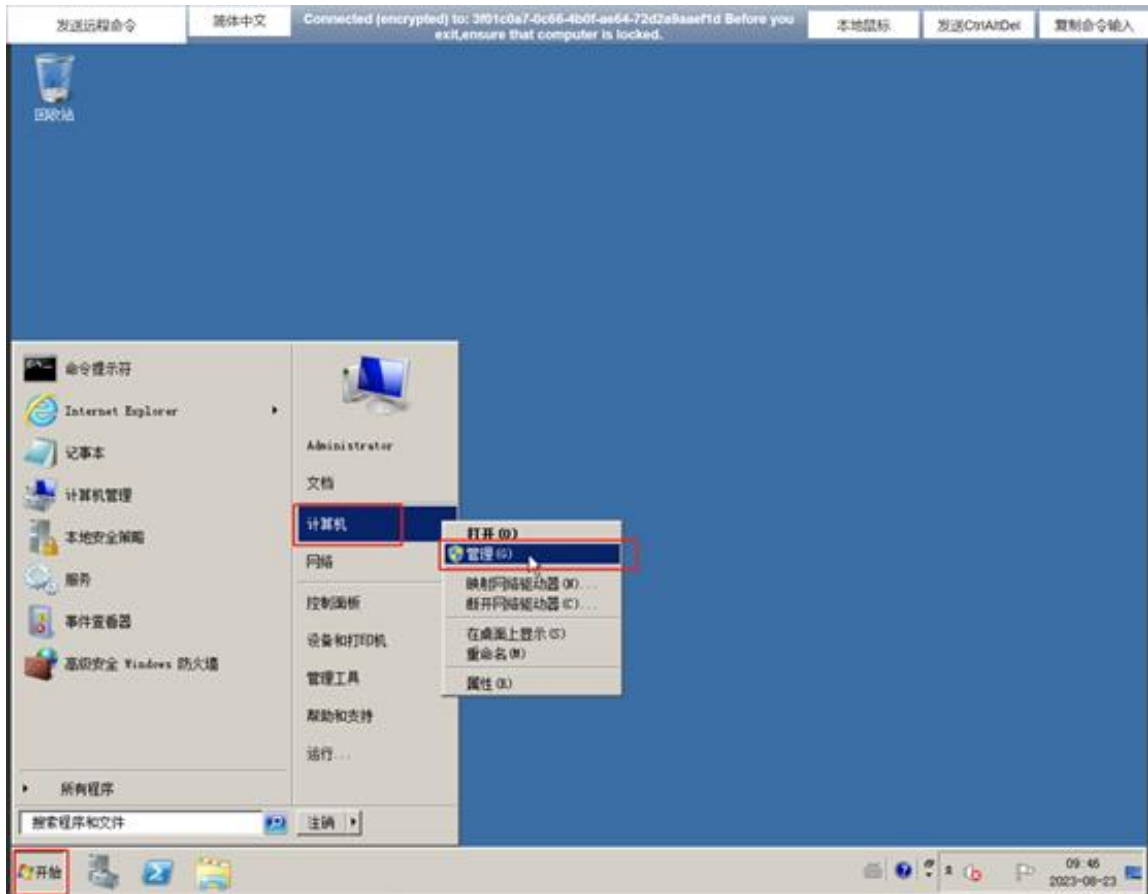 发送远程命令
简体中文
Connected (encrypted) to: 3f01c0a7-0c66-4b0f-ae64-72d2a9aaef1d Before you
exit,ensure that computer is locked.
本地鼠标
发送CtrlAltDel
复制命令输入
回收站
命令提示符
Internet Explorer
记事本
计算机管理
本地安全策略
服务
事件查看器
高级安全 Windows 防火墙
所有程序
搜索程序和文件
Administrator
文档
计算机
网络
控制面板
设备和打印机
管理工具
帮助和支持
运行...
注销
打开(O)
管理(G)
映射网络驱动器(N)...
断开网络驱动器(C)...
在桌面上显示(S)
重命名(M)
属性(R)
开始
09:46
2023-08-23